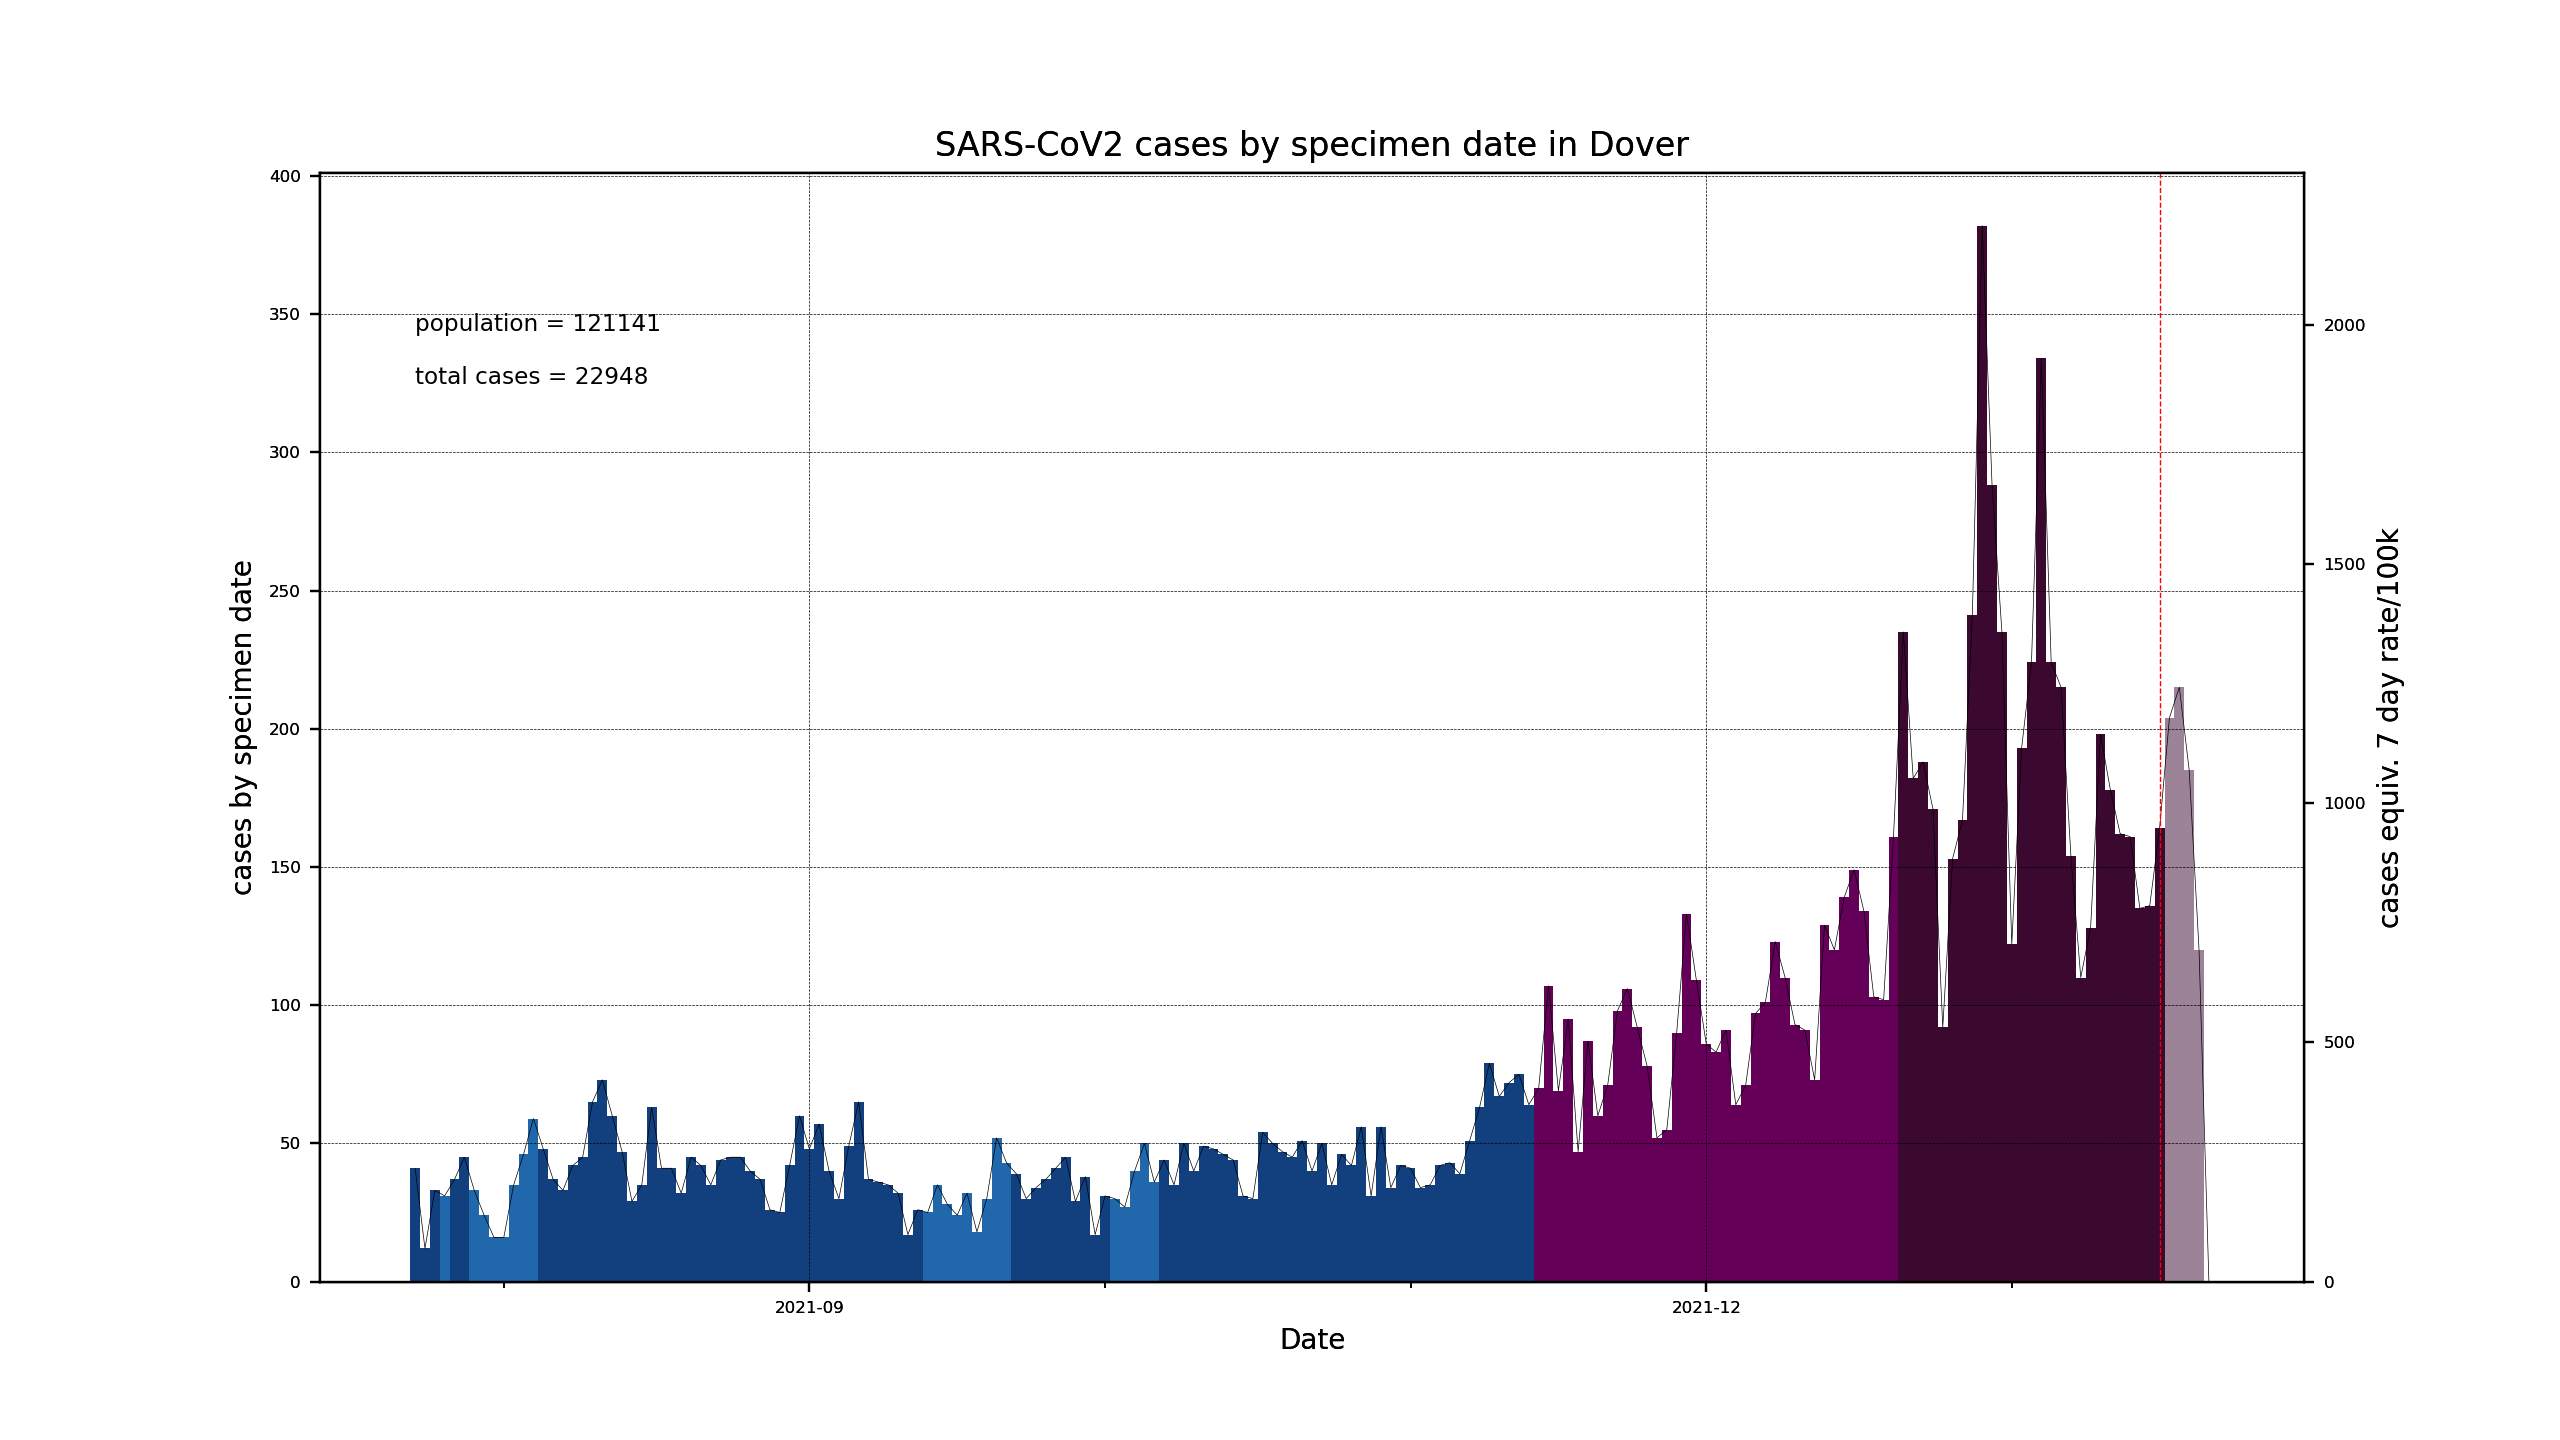 SARS-CoV2 cases by specimen date in Dover
population = 121141
total cases = 22948
cases by specimen date
400
350
300
250
200
150
100
50
0
2000
1500
1000
500
0
cases equiv. 7 day rate/100k
2021-09
2021-12
Date